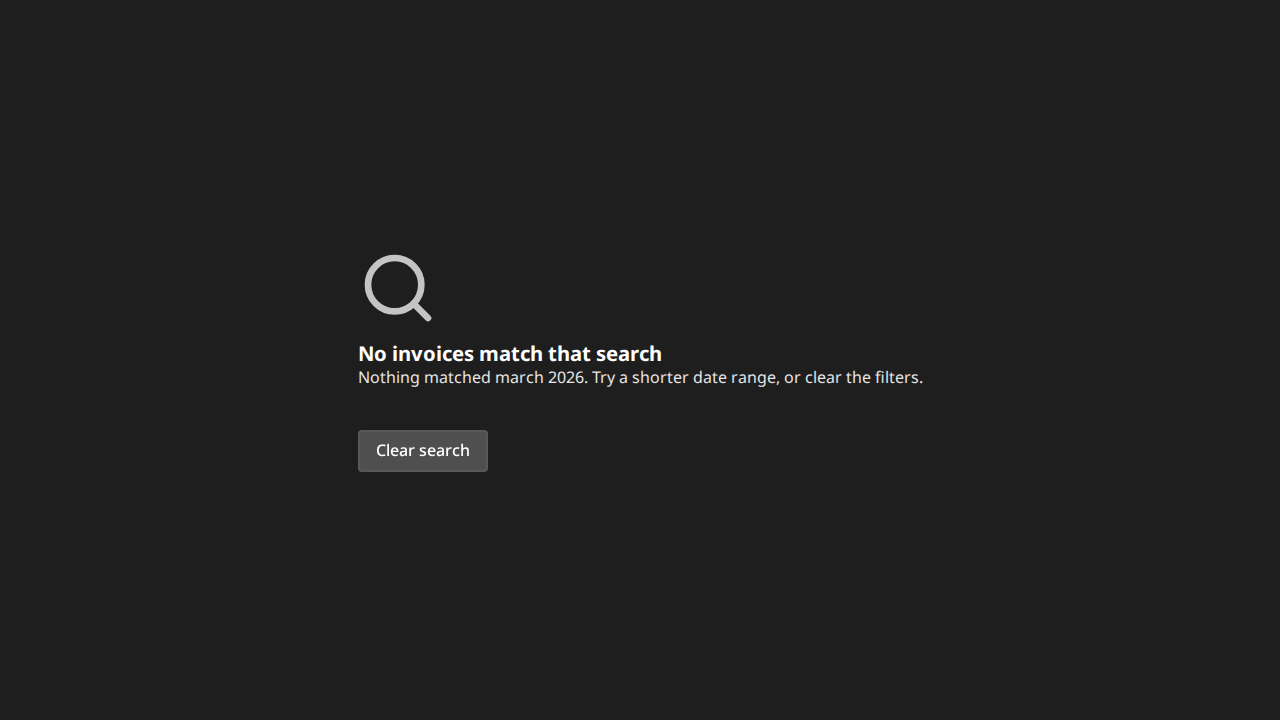 No invoices match that search
Nothing matched march 2026. Try a shorter date range, or clear the filters.
Clear search